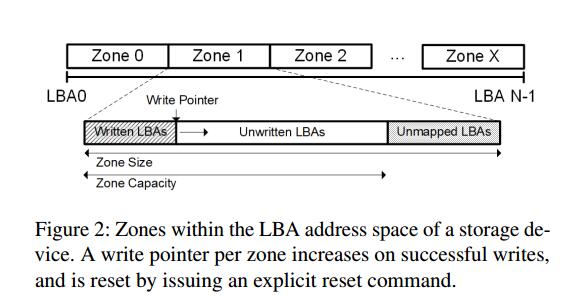 Zone 0 Zone 1 Zone 2 ... Zone X
LBA0 LBA N-1
Write Pointer
Written LBAs Unwritten LBAs Unmapped LBAs
Zone Size
Zone Capacity
Figure 2: Zones within the LBA address space of a storage de-
vice. A write pointer per zone increases on successful writes,
and is reset by issuing an explicit reset command.